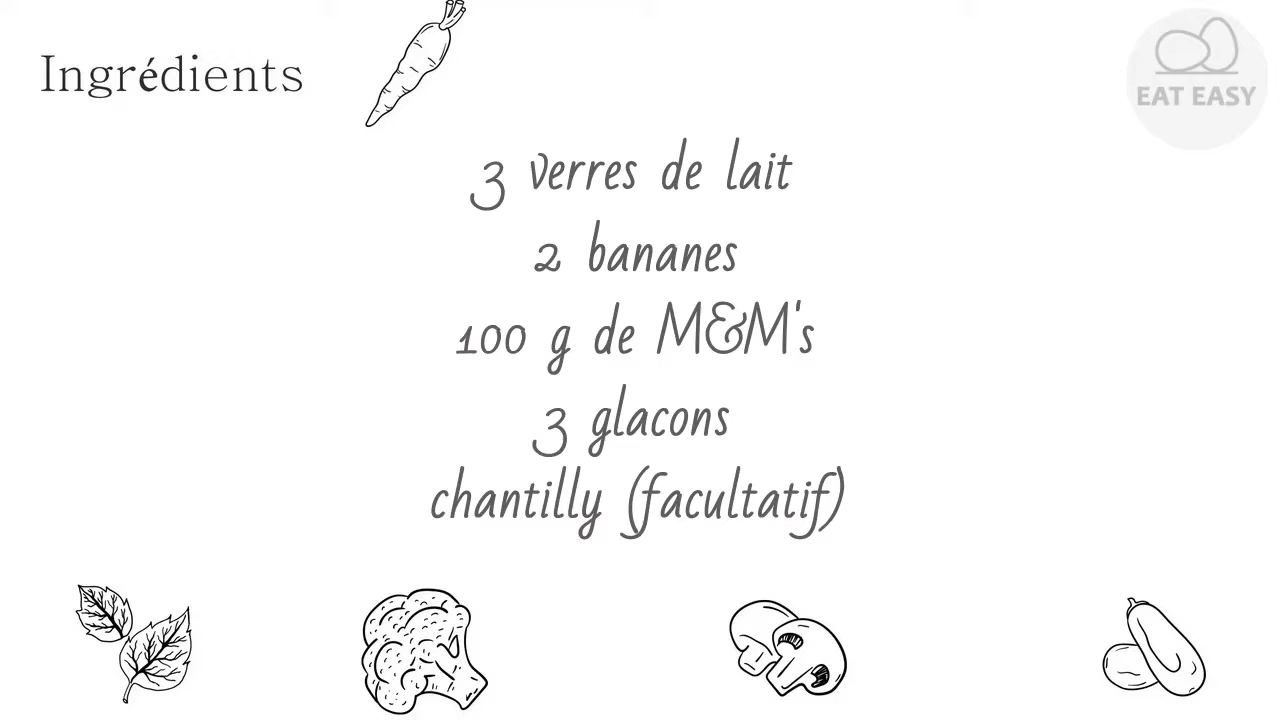 Ingrédients
EAT EASY
3 verres de lait
2 bananes
100 g de M&M's
3 glacons
chantilly (facultatif)